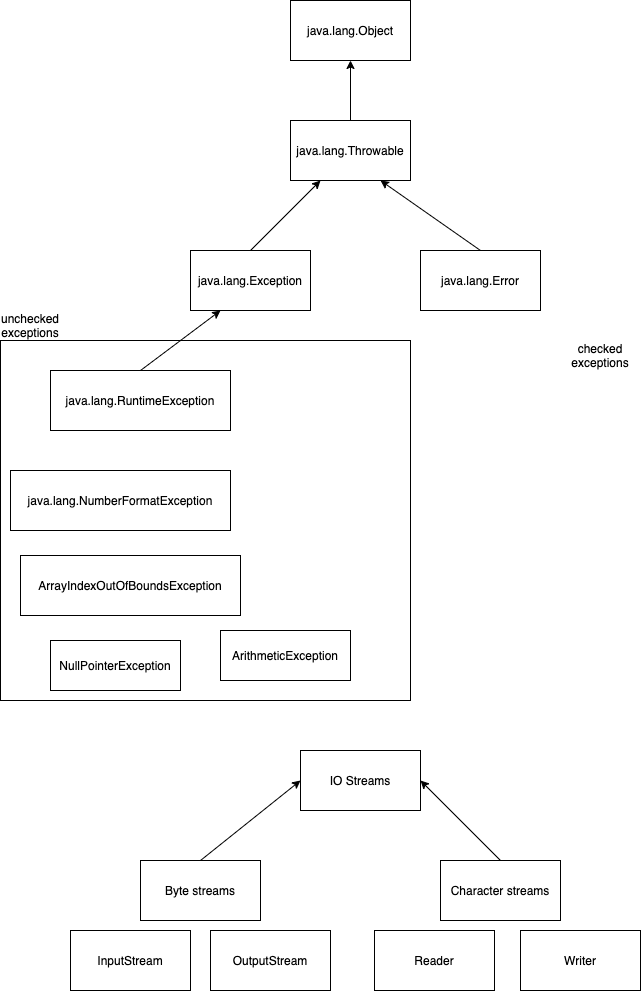 java.lang.Object
java.lang.Throwable
java.lang.Exception
java.lang.Error
unchecked
exceptions
checked
exceptions
java.lang.RuntimeException
java.lang.NumberFormatException
ArrayIndexOutOfBoundsException
NullPointerException
ArithmeticException
IO Streams
Byte streams
Character streams
InputStream
OutputStream
Reader
Writer